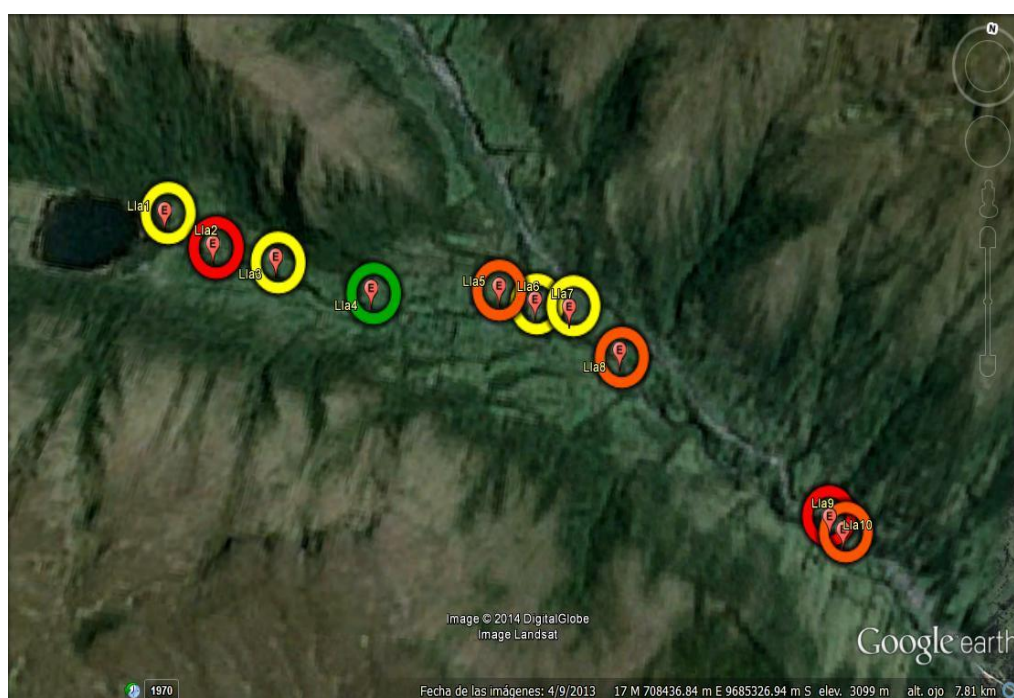 N
Lla1
E
Lla2
E
Lla3
E
Lla4
E
Lla5
E
Lla6
E
Lla7
E
Lla8
E
Lla9
E
Lla10
E
Image © 2014 DigitalGlobe
Image Landsat
Google earth
1970
Fecha de las imágenes: 4/9/2013 17 M 708436.84 m E 9685326.94 m S elev. 3099 m alt. ojo 7.81 km